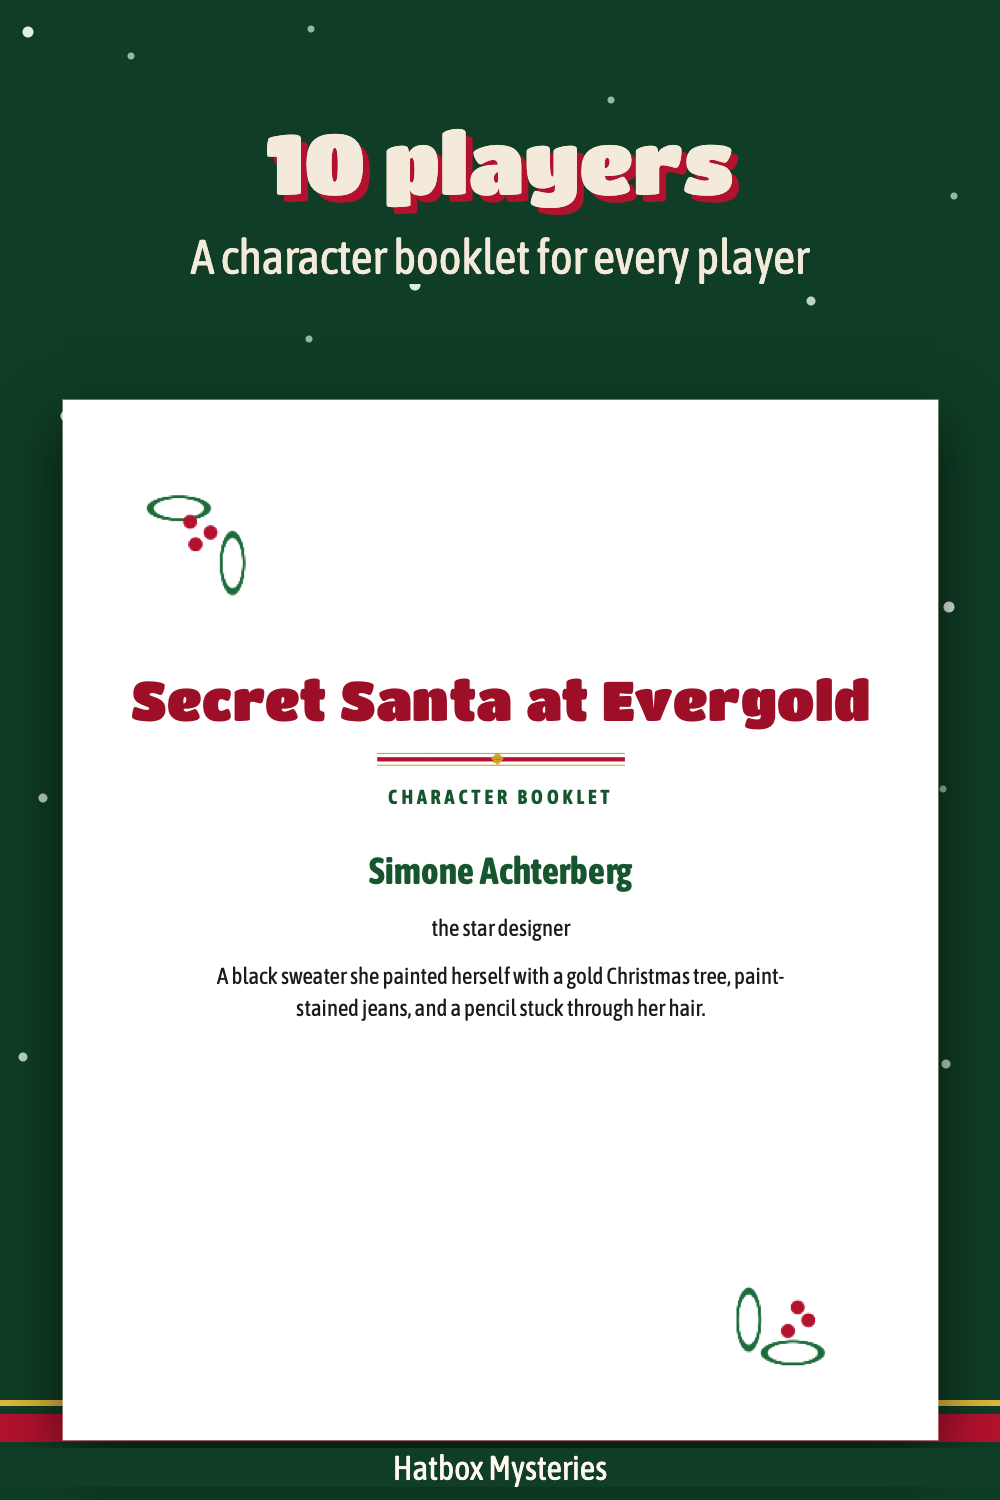 10 players
A character booklet for every player
Secret Santa at Evergold
CHARACTER BOOKLET
Simone Achterberg
the star designer
A black sweater she painted herself with a gold Christmas tree, paint-
stained jeans, and a pencil stuck through her hair.
Hatbox Mysteries